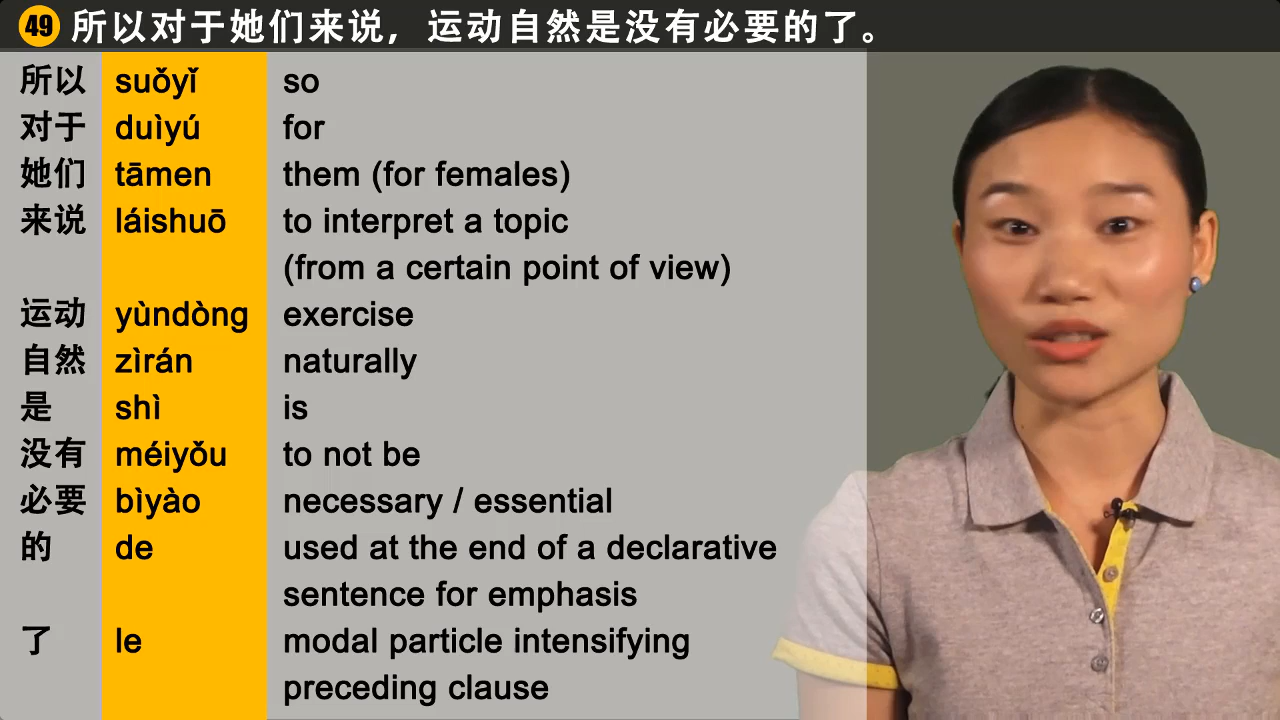 49 所以对于她们来说，运动自然是没有必要的了。
所以 suǒyǐ so
对于 duìyú for
她们 tāmen them (for females)
来说 láishuō to interpret a topic
(from a certain point of view)
运动 yùndòng exercise
自然 zìrán naturally
是 shì is
没有 méiyǒu to not be
必要 bìyào necessary / essential
的 de used at the end of a declarative
sentence for emphasis
了 le modal particle intensifying
preceding clause